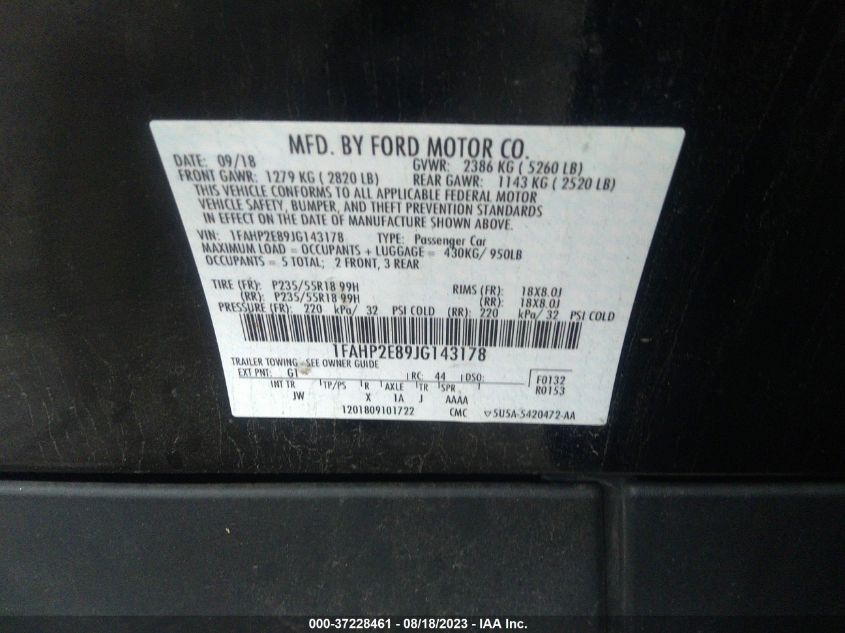 MFD. BY FORD MOTOR CO.
DATE: 09/18 GVWR: 2386 KG ( 5260 LB)
FRONT GAWR: 1279 KG ( 2820 LB) REAR GAWR: 1143 KG ( 2520 LB)
THIS VEHICLE CONFORMS TO ALL APPLICABLE FEDERAL MOTOR
VEHICLE SAFETY, BUMPER, AND THEFT PREVENTION STANDARDS
IN EFFECT ON THE DATE OF MANUFACTURE SHOWN ABOVE.
VIN: 1FAHP2E89JG143178 TYPE: Passenger Car
MAXIMUM LOAD = OCCUPANTS + LUGGAGE = 430KG/ 950LB
OCCUPANTS = 5 TOTAL; 2 FRONT, 3 REAR
TIRE (FR): P235/55R18 99H RIMS (FR): 18X8.0J
(RR): P235/55R18 99H (RR): 18X8.0J
PRESSURE (FR): 220 kPa/ 32 PSI COLD (RR): 220 kPa/ 32 PSI COLD
1FAHP2E89JG143178
TRAILER TOWING - SEE OWNER GUIDE
EXT PNT: G1 RC: 44 DSO: F0132
INT TR TP/PS R AXLE TR SPR R0153
JW X 1A J AAAA
1201809101722 CMC 5U5A-5420472-AA
000-37228461 - 08/18/2023 - IAA Inc.